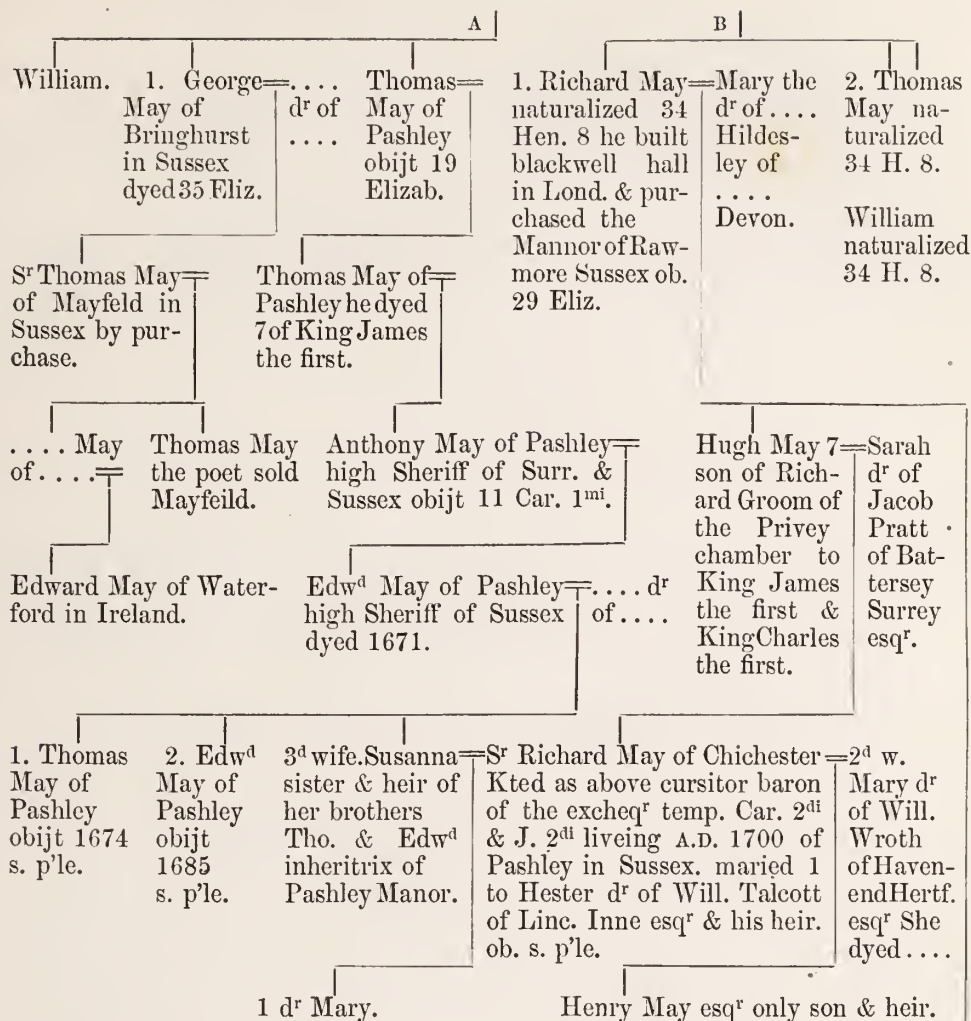 A
B
William.
1. George=....
May of
Bringhurst
in Sussex
dyed 35 Eliz.
dʳ of
....
Thomas=
May of
Pashley
obijt 19
Elizab.
1. Richard May=
naturalized 34
Hen. 8 he built
blackwell hall
in Lond. & pur-
chased the
Mannor of Raw-
more Sussex ob.
29 Eliz.
Mary the
dʳ of....
Hildes-
ley of
....
Devon.
2. Thomas
May na-
turalized
34 H. 8.
William
naturalized
34 H. 8.
Sʳ Thomas May=
of Mayfeld in
Sussex by pur-
chase.
Thomas May of=
Pashley he dyed
7 of King James
the first.
.... May
of....=
Thomas May
the poet sold
Mayfeild.
Anthony May of Pashley=
high Sheriff of Surr. &
Sussex obijt 11 Car. 1ᵐⁱ.
Hugh May 7=
son of Rich-
ard Groom of
the Privey
chamber to
King James
the first &
King Charles
the first.
Sarah
dʳ of
Jacob
Pratt
of Bat-
tersey
Surrey
esqʳ.
Edward May of Water-
ford in Ireland.
Edwᵈ May of Pashley=.... dʳ
high Sheriff of Sussex of....
dyed 1671.
1. Thomas
May of
Pashley
obijt 1674
s. p'le.
2. Edwᵈ
May of
Pashley
obijt
1685
s. p'le.
3ᵈ wife. Susanna=
sister & heir of
her brothers
Tho. & Edwᵈ
inheritrix of
Pashley Manor.
Sʳ Richard May of Chichester=
Kted as above cursitor baron
of the excheqʳ temp. Car. 2ᵈⁱ
& J. 2ᵈⁱ liveing A.D. 1700 of
Pashley in Sussex. maried 1
to Hester dʳ of Will. Talcott
of Linc. Inne esqʳ & his heir.
ob. s. p'le.
2ᵈ w.
Mary dʳ
of Will.
Wroth
of Haven-
end Hertf.
esqʳ She
dyed....
1 dʳ Mary.
Henry May esqʳ only son & heir.